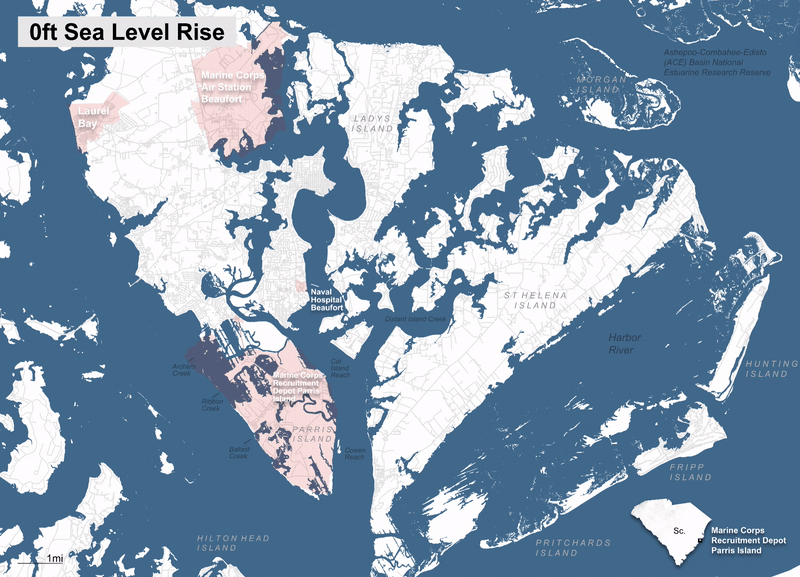 0ft Sea Level Rise
Ashepoo-Combahee-Edisto
(ACE) Basin National
Estuarine Research Reserve
MORGAN
ISLAND
Marine Corps
Air Station
Beaufort
Laurel
Bay
LADYS
ISLAND
Naval
Hospital
Beaufort
ST HELENA
ISLAND
Distant Island Creek
Harbor
River
HUNTING
ISLAND
Archers
Creek
Cat
Island
Reach
Marine Corps
Recruitment
Depot Parris
Island
Ribbon
Creek
PARRIS
ISLAND
Ballast
Creek
Cowen
Reach
FRIPP
ISLAND
Sc.
Marine Corps
Recruitment Depot
Parris Island
HILTON HEAD
ISLAND
PRITCHARDS
ISLAND
1mi